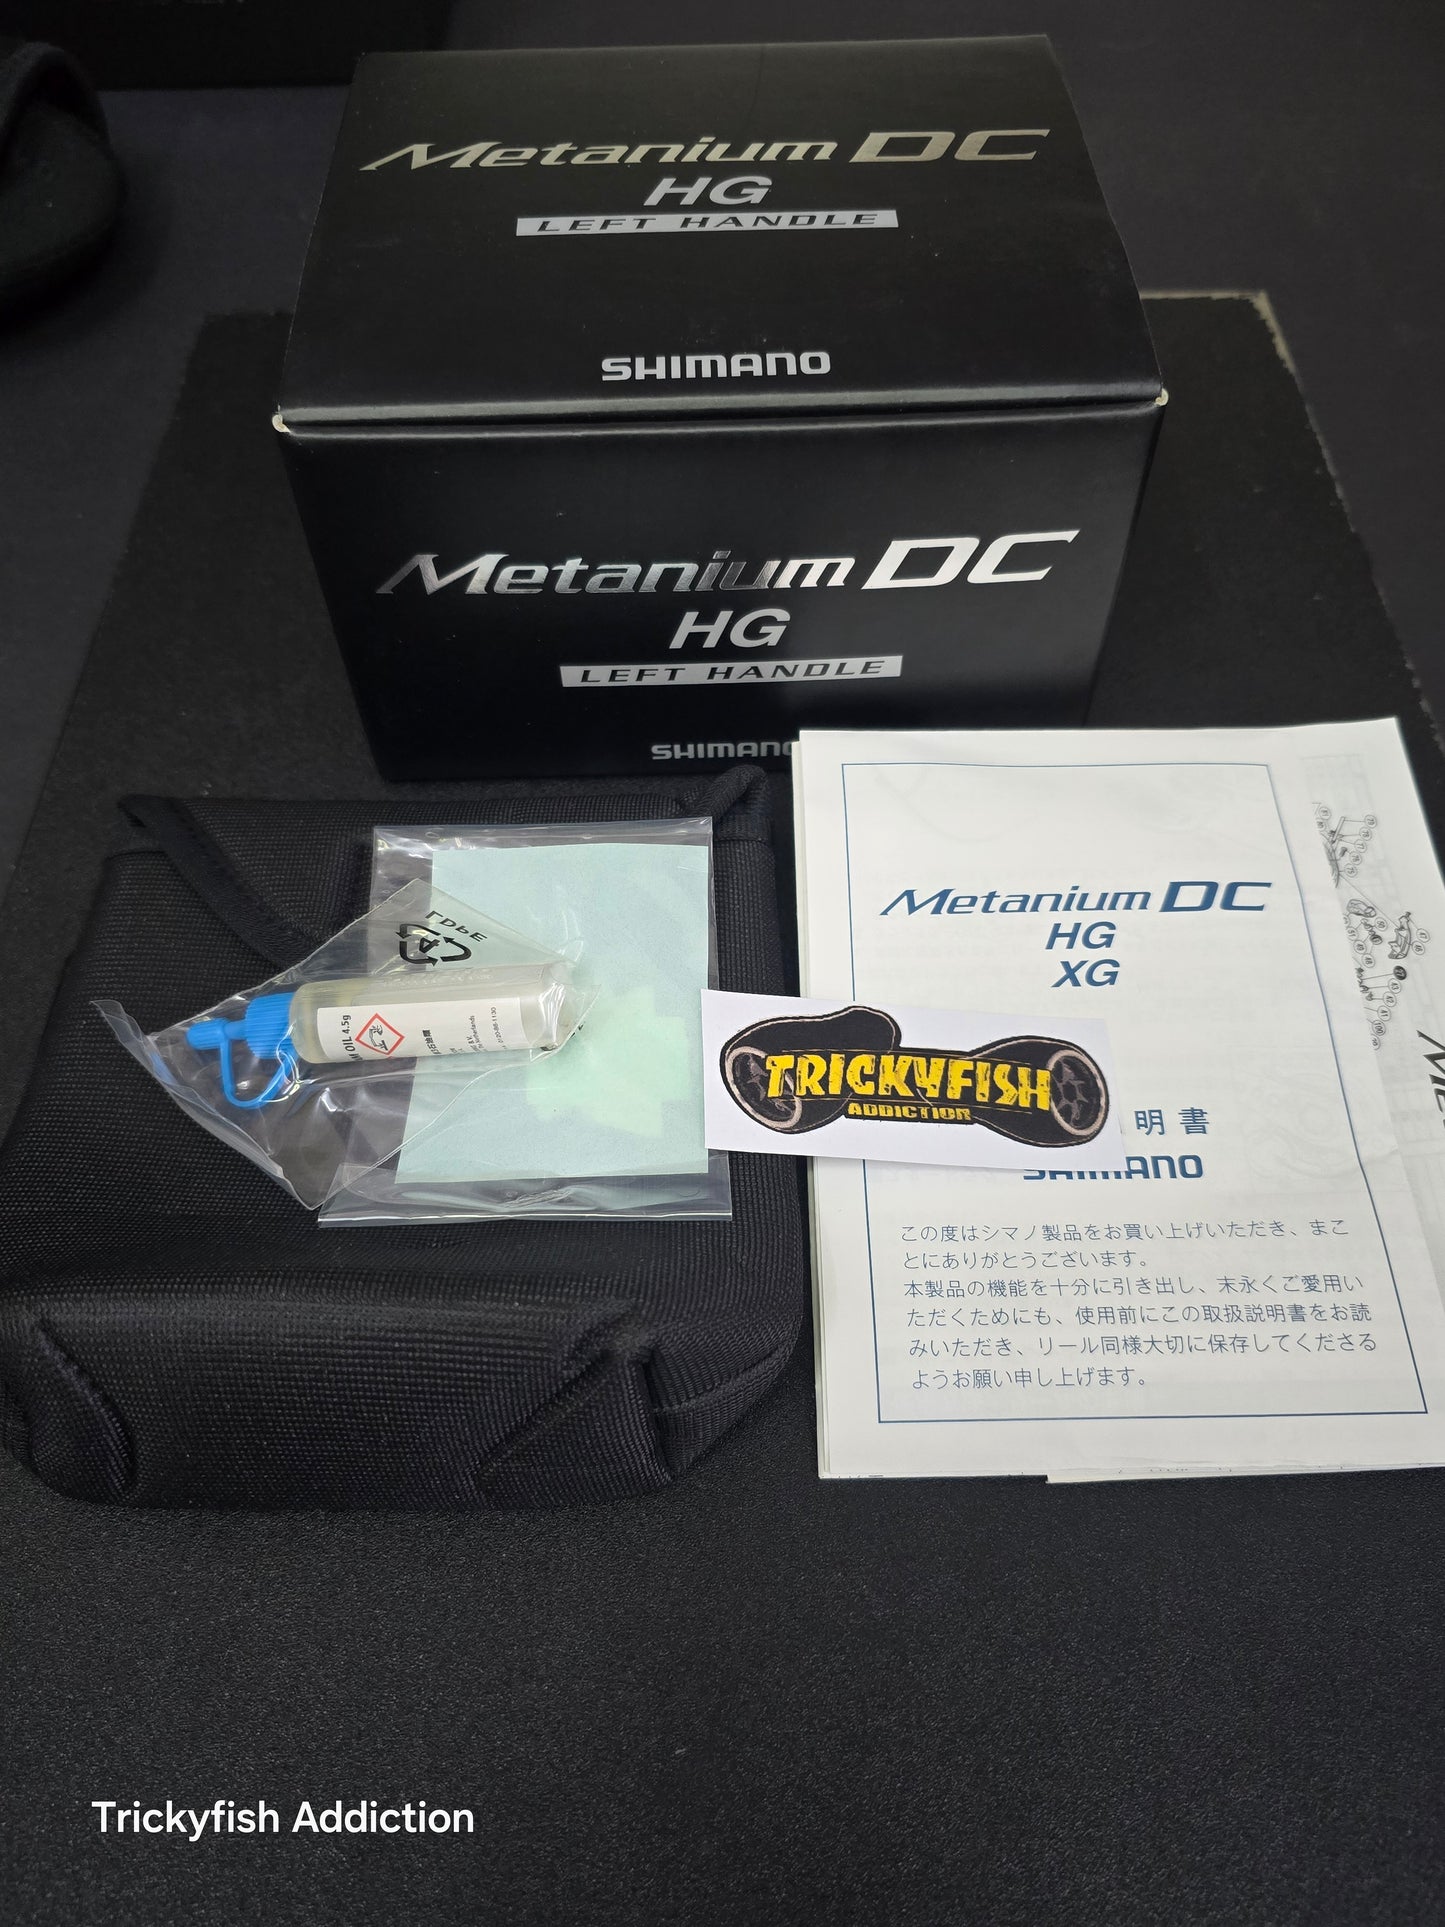 Metanium DC
HG
LEFT HANDLE
SHIMANO
Metanium DC
HG
LEFT HANDLE
SHIMANO
LDPE
OIL 4.5g
Metanium DC
HG
XG
TRICKYFISH
ADDICTION
明書
SHIMANO
この度はシマノ製品をお買い上げいただき、まこ
とにありがとうございます。
本製品の機能を十分に引き出し、末永くご愛用い
ただくためにも、使用前にこの取扱説明書をお読
みいただき、リール同様大切に保存してくださる
ようお願い申し上げます。
Trickyfish Addiction